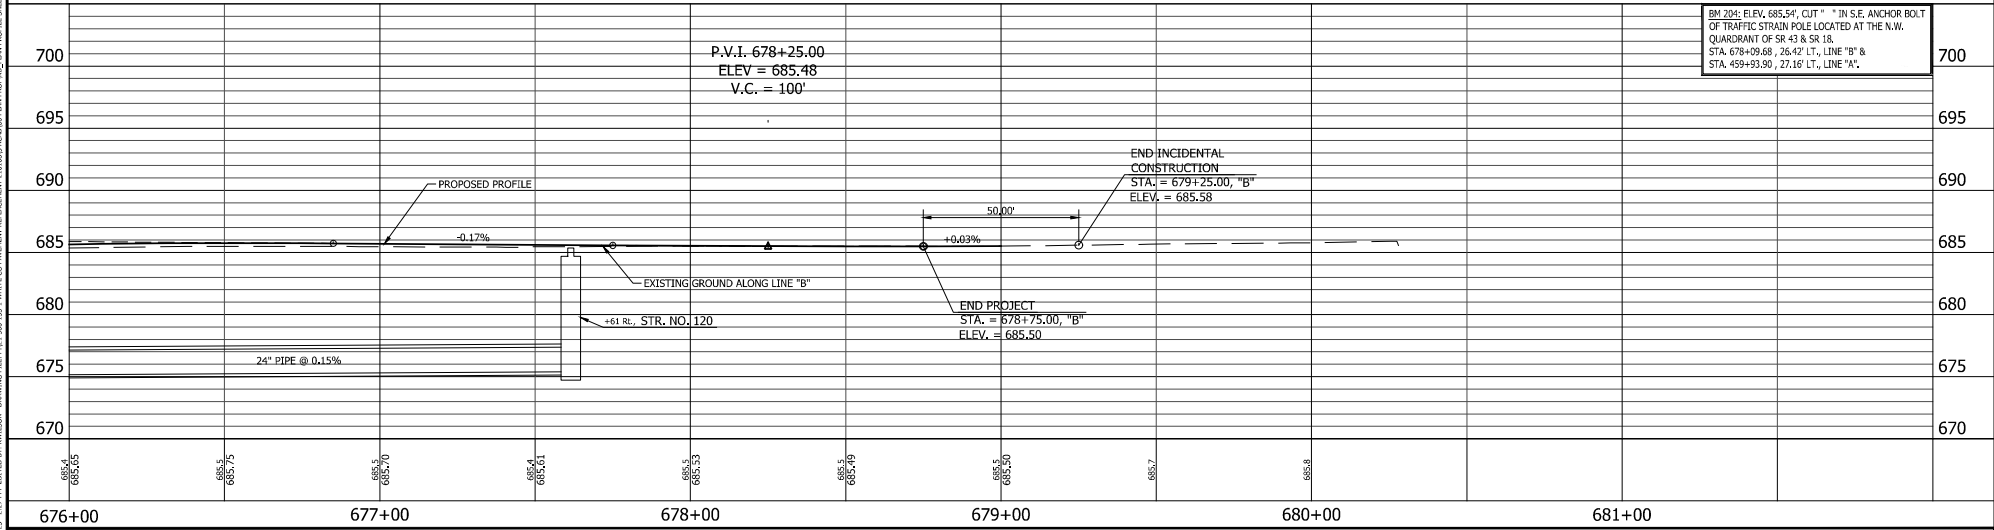 BM 204: ELEV. 685.54', CUT " " IN S.E. ANCHOR BOLT
OF TRAFFIC STRAIN POLE LOCATED AT THE N.W.
QUARDRANT OF SR 43 & SR 18.
STA. 678+09.68 , 26.42' LT., LINE "B" &
STA. 459+93.90 , 27.16' LT., LINE "A".
P.V.I. 678+25.00
ELEV = 685.48
V.C. = 100'
700
700
695
695
690
690
685
685
680
680
675
675
670
670
END INCIDENTAL
CONSTRUCTION
STA. = 679+25.00, "B"
ELEV. = 685.58
PROPOSED PROFILE
50.00'
-0.17%
+0.03%
EXISTING GROUND ALONG LINE "B"
END PROJECT
STA. = 678+75.00, "B"
ELEV. = 685.50
+61 Rt., STR. NO. 120
24" PIPE @ 0.15%
685.4
685.65
685.5
685.75
685.5
685.70
685.4
685.61
685.5
685.53
685.5
685.49
685.5
685.50
685.7
685.8
676+00
677+00
678+00
679+00
680+00
681+00